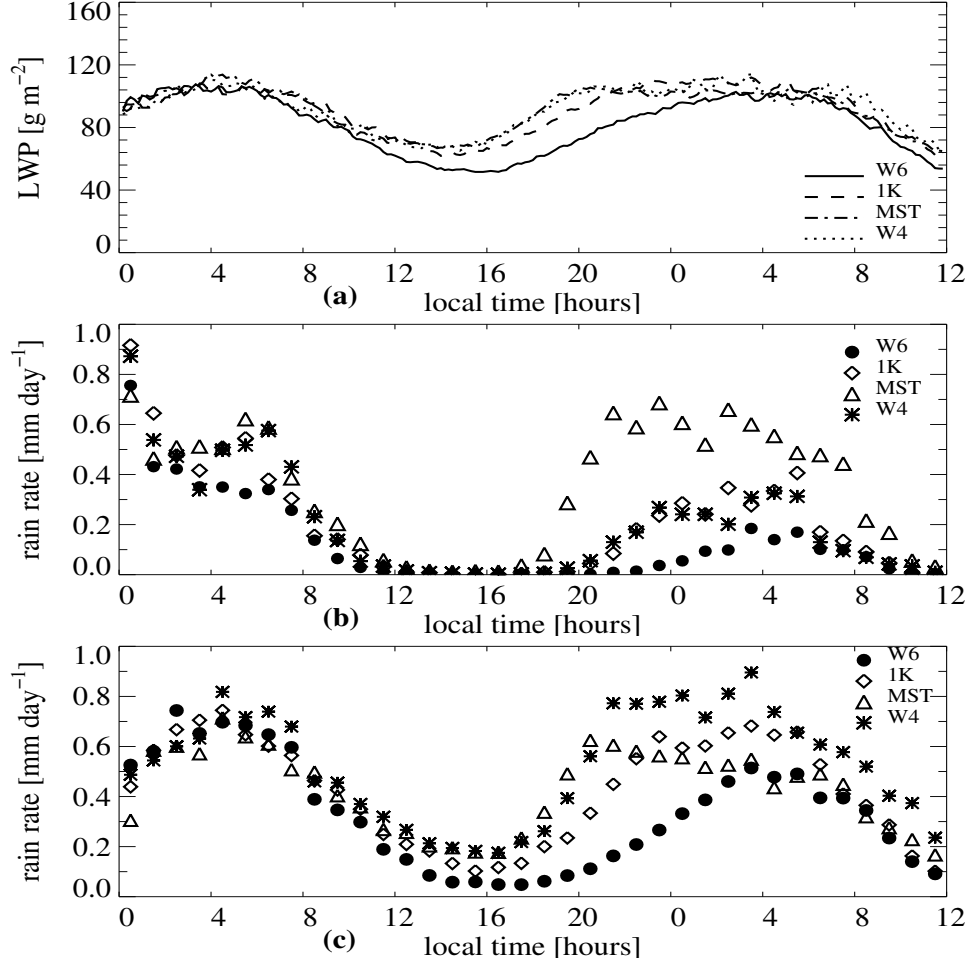 160
120
80
40
0
LWP [g m⁻²]
W6
1K
MST
W4
0 4 8 12 16 20 0 4 8 12
(a) local time [hours]
1.0
0.8
0.6
0.4
0.2
0.0
rain rate [mm day⁻¹]
W6
1K
MST
W4
0 4 8 12 16 20 0 4 8 12
(b) local time [hours]
1.0
0.8
0.6
0.4
0.2
0.0
rain rate [mm day⁻¹]
W6
1K
MST
W4
0 4 8 12 16 20 0 4 8 12
(c) local time [hours]